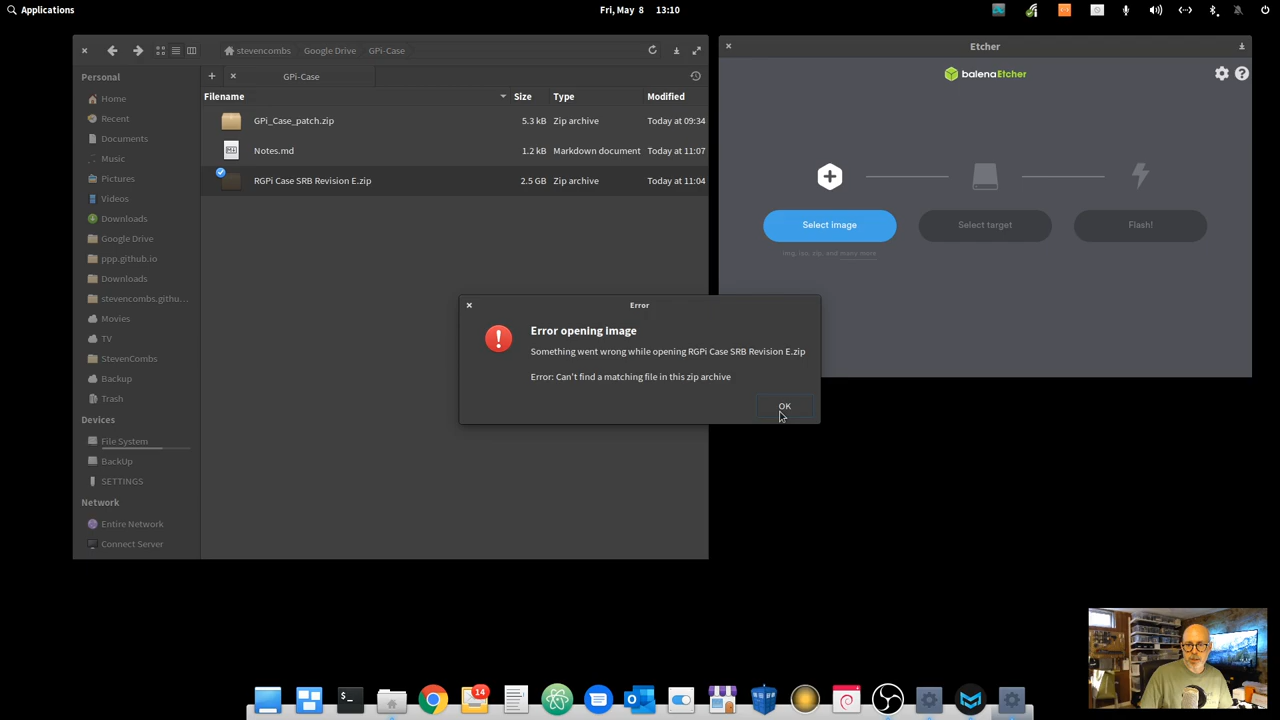 Applications
Fri, May 8 13:10
stevencombs Google Drive GPi-Case
Personal
Home
Recent
Documents
Music
Pictures
Videos
Downloads
Google Drive
ppp.github.io
Downloads
stevencombs.githu...
Movies
TV
StevenCombs
Backup
Trash
Devices
File System
BackUp
SETTINGS
Network
Entire Network
Connect Server
GPi-Case
Filename Size Type Modified
GPi_Case_patch.zip 5.3 kB Zip archive Today at 09:34
Notes.md 1.2 kB Markdown document Today at 11:07
RGPi Case SRB Revision E.zip 2.5 GB Zip archive Today at 11:04
Etcher
balenaEtcher
Select image Select target Flash!
img, iso, zip, and many more
Error
Error opening image
Something went wrong while opening RGPi Case SRB Revision E.zip
Error: Can't find a matching file in this zip archive
OK
14